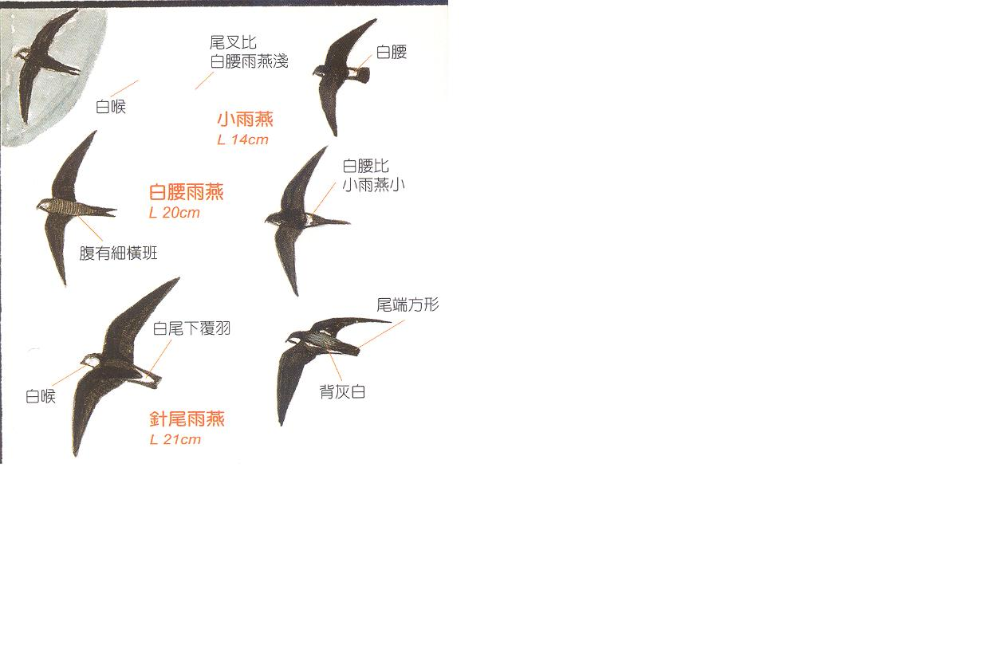 尾叉比
白腰雨燕淺
白腰
白喉
小雨燕
L 14cm
白腰比
小雨燕小
白腰雨燕
L 20cm
腹有細橫班
尾端方形
白尾下覆羽
白喉
背灰白
針尾雨燕
L 21cm